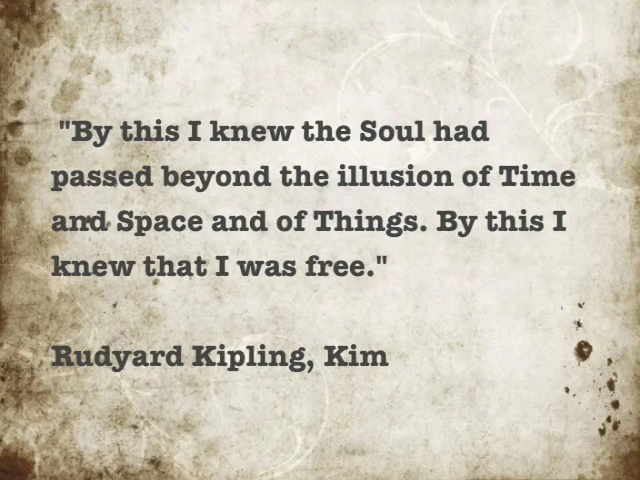 "By this I knew the Soul had
passed beyond the illusion of Time
and Space and of Things. By this I
knew that I was free."
Rudyard Kipling, Kim